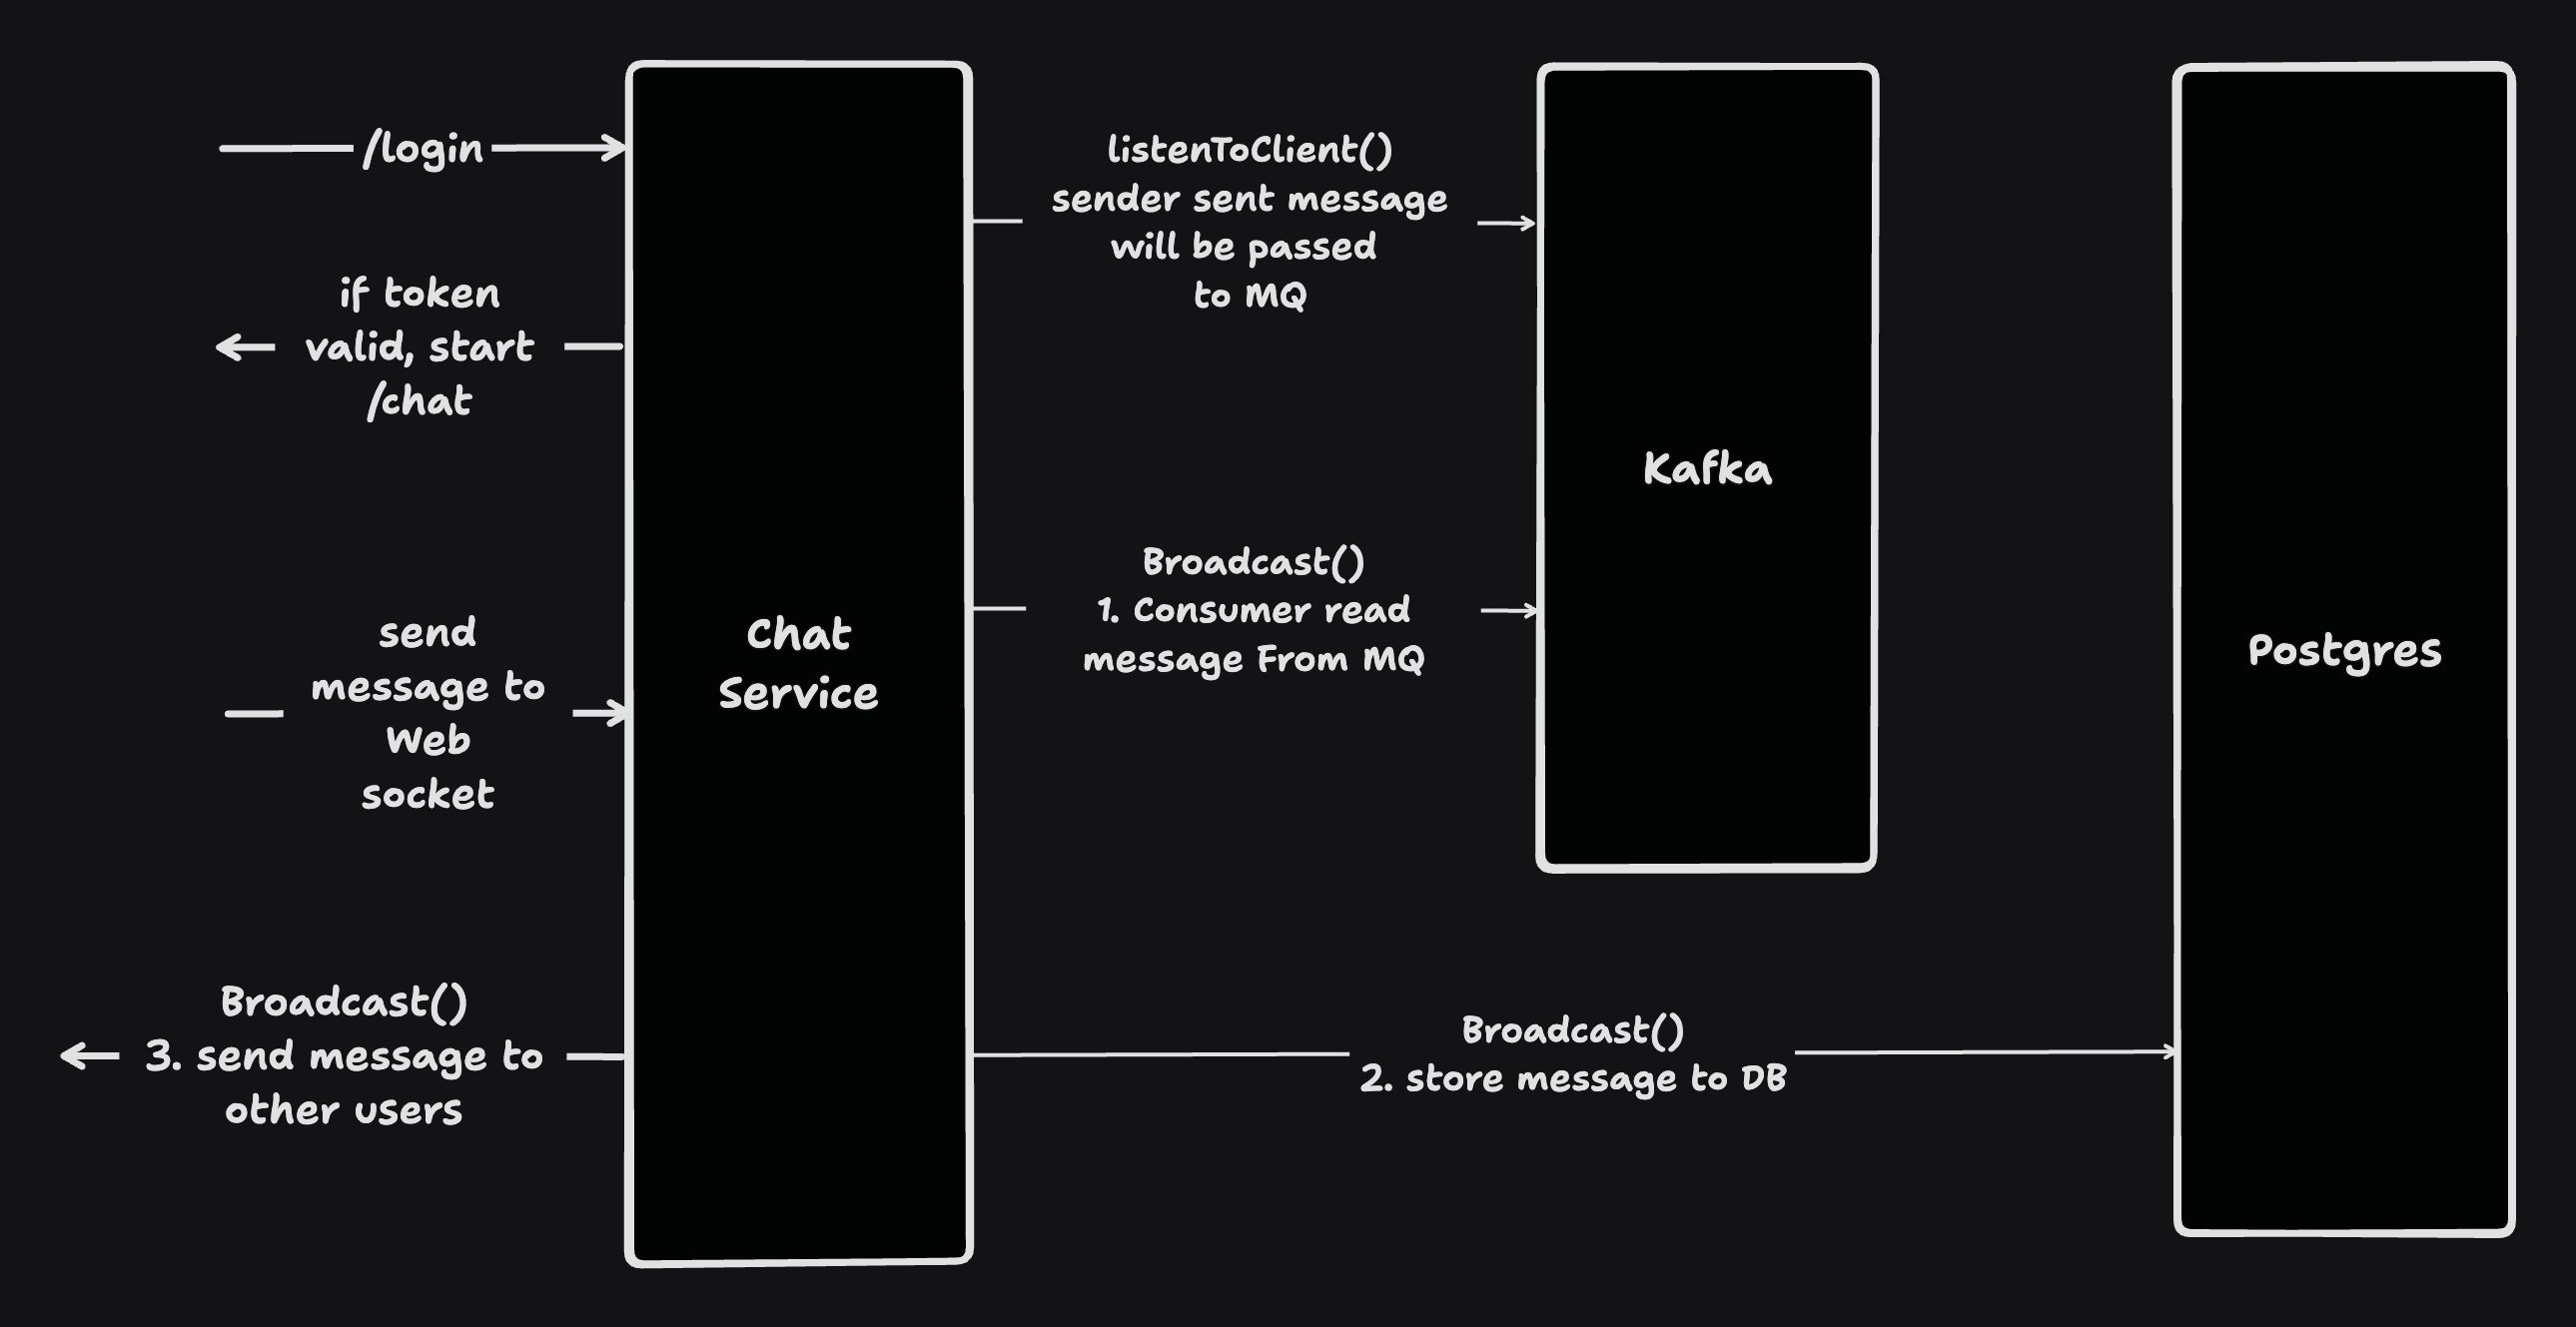 /login
if token
valid, start
/chat
send
message to
Web
socket
Broadcast()
3. send message to
other users
Chat
Service
listenToClient()
sender sent message
will be passed
to MQ
Broadcast()
1. Consumer read
message From MQ
Kafka
Broadcast()
2. store message to DB
Postgres